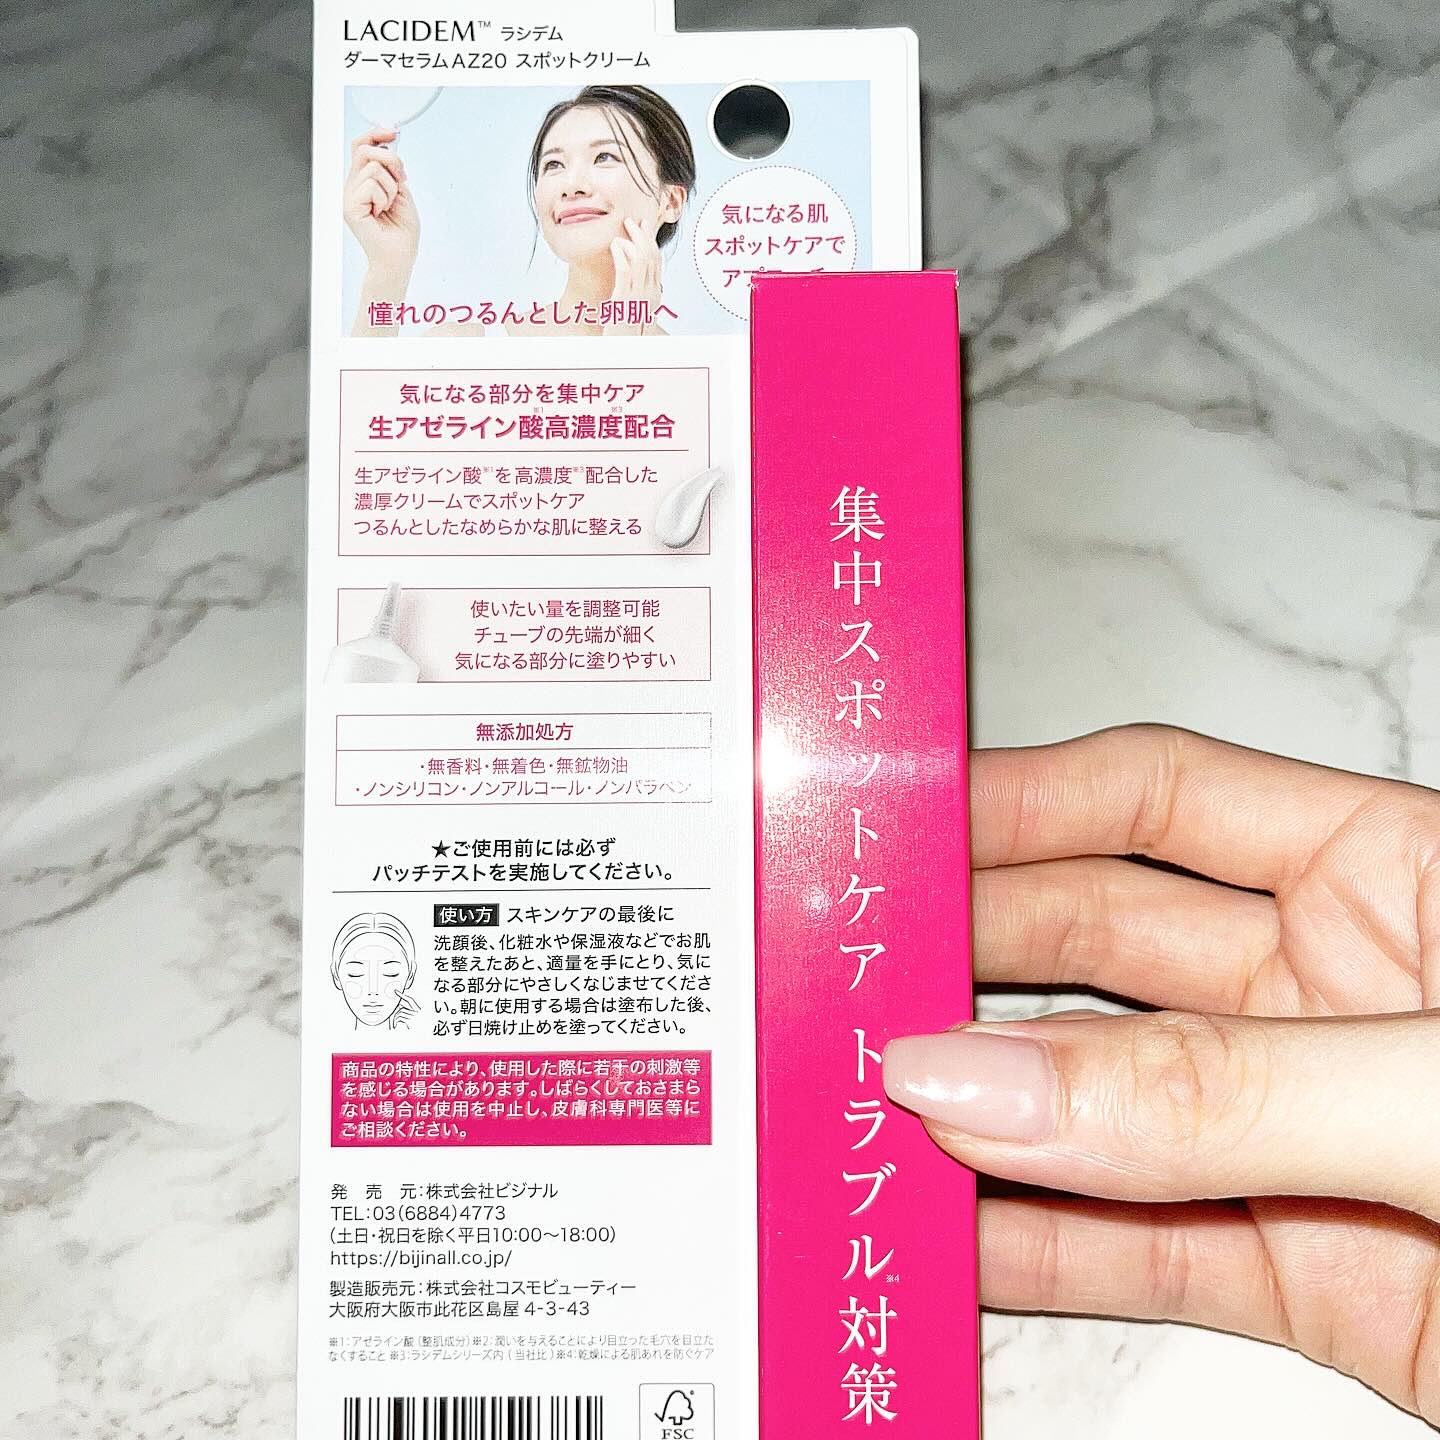 LACIDEM™ ラシデム
ダーマセラムAZ20 スポットクリーム
気になる肌
スポットケアで
憧れのつるんとした卵肌へ
気になる部分を集中ケア
生アゼライン酸※1高濃度※3配合
生アゼライン酸※1を高濃度※3配合した
濃厚クリームでスポットケア
つるんとしたなめらかな肌に整える
使いたい量を調整可能
チューブの先端が細く
気になる部分に塗りやすい
無添加処方
・無香料・無着色・無鉱物油
・ノンシリコン・ノンアルコール・ノンパラベン
★ご使用前には必ず
パッチテストを実施してください。
使い方 スキンケアの最後に
洗顔後、化粧水や保湿液などでお肌
を整えたあと、適量を手にとり、気に
なる部分にやさしくなじませてくださ
い。朝に使用する場合は塗布した後、
必ず日焼け止めを塗ってください。
商品の特性により、使用した際に若干の刺激等
を感じる場合があります。しばらくしておさまら
ない場合は使用を中止し、皮膚科専門医等に
ご相談ください。
発 売 元：株式会社ビジナル
TEL：03(6884)4773
(土日・祝日を除く平日10:00～18:00)
https://bijinall.co.jp/
製造販売元：株式会社コスモビューティー
大阪府大阪市此花区島屋 4-3-43
※1：アゼライン酸（整肌成分）※2：潤いを与えることにより目立った毛穴を目立た
なくすること ※3：ラシデムシリーズ内（当社比）※4：乾燥による肌あれを防ぐケア
FSC
集中スポットケア トラブル※4対策